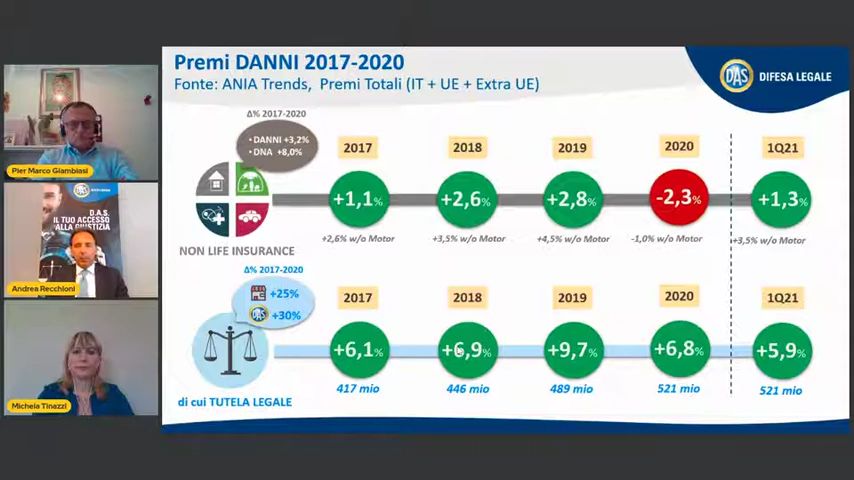 Premi DANNI 2017-2020
Fonte: ANIA Trends, Premi Totali (IT + UE + Extra UE)
DAS DIFESA LEGALE
Δ% 2017-2020
• DANNI +3,2%
• DNA +8,0%
2017 2018 2019 2020 1Q21
+1,1% +2,6% +2,8% -2,3% +1,3%
+2,6% w/o Motor +3,5% w/o Motor +4,5% w/o Motor -1,0% w/o Motor +3,5% w/o Motor
NON LIFE INSURANCE
Δ% 2017-2020
+25%
DAS +30%
2017 2018 2019 2020 1Q21
+6,1% +6,9% +9,7% +6,8% +5,9%
417 mio 446 mio 489 mio 521 mio 521 mio
di cui TUTELA LEGALE
Pier Marco Giambiasi
D.A.S.
IL TUO ACCESSO
ALLA GIUSTIZIA
Andrea Recchioni
Michela Tinazzi